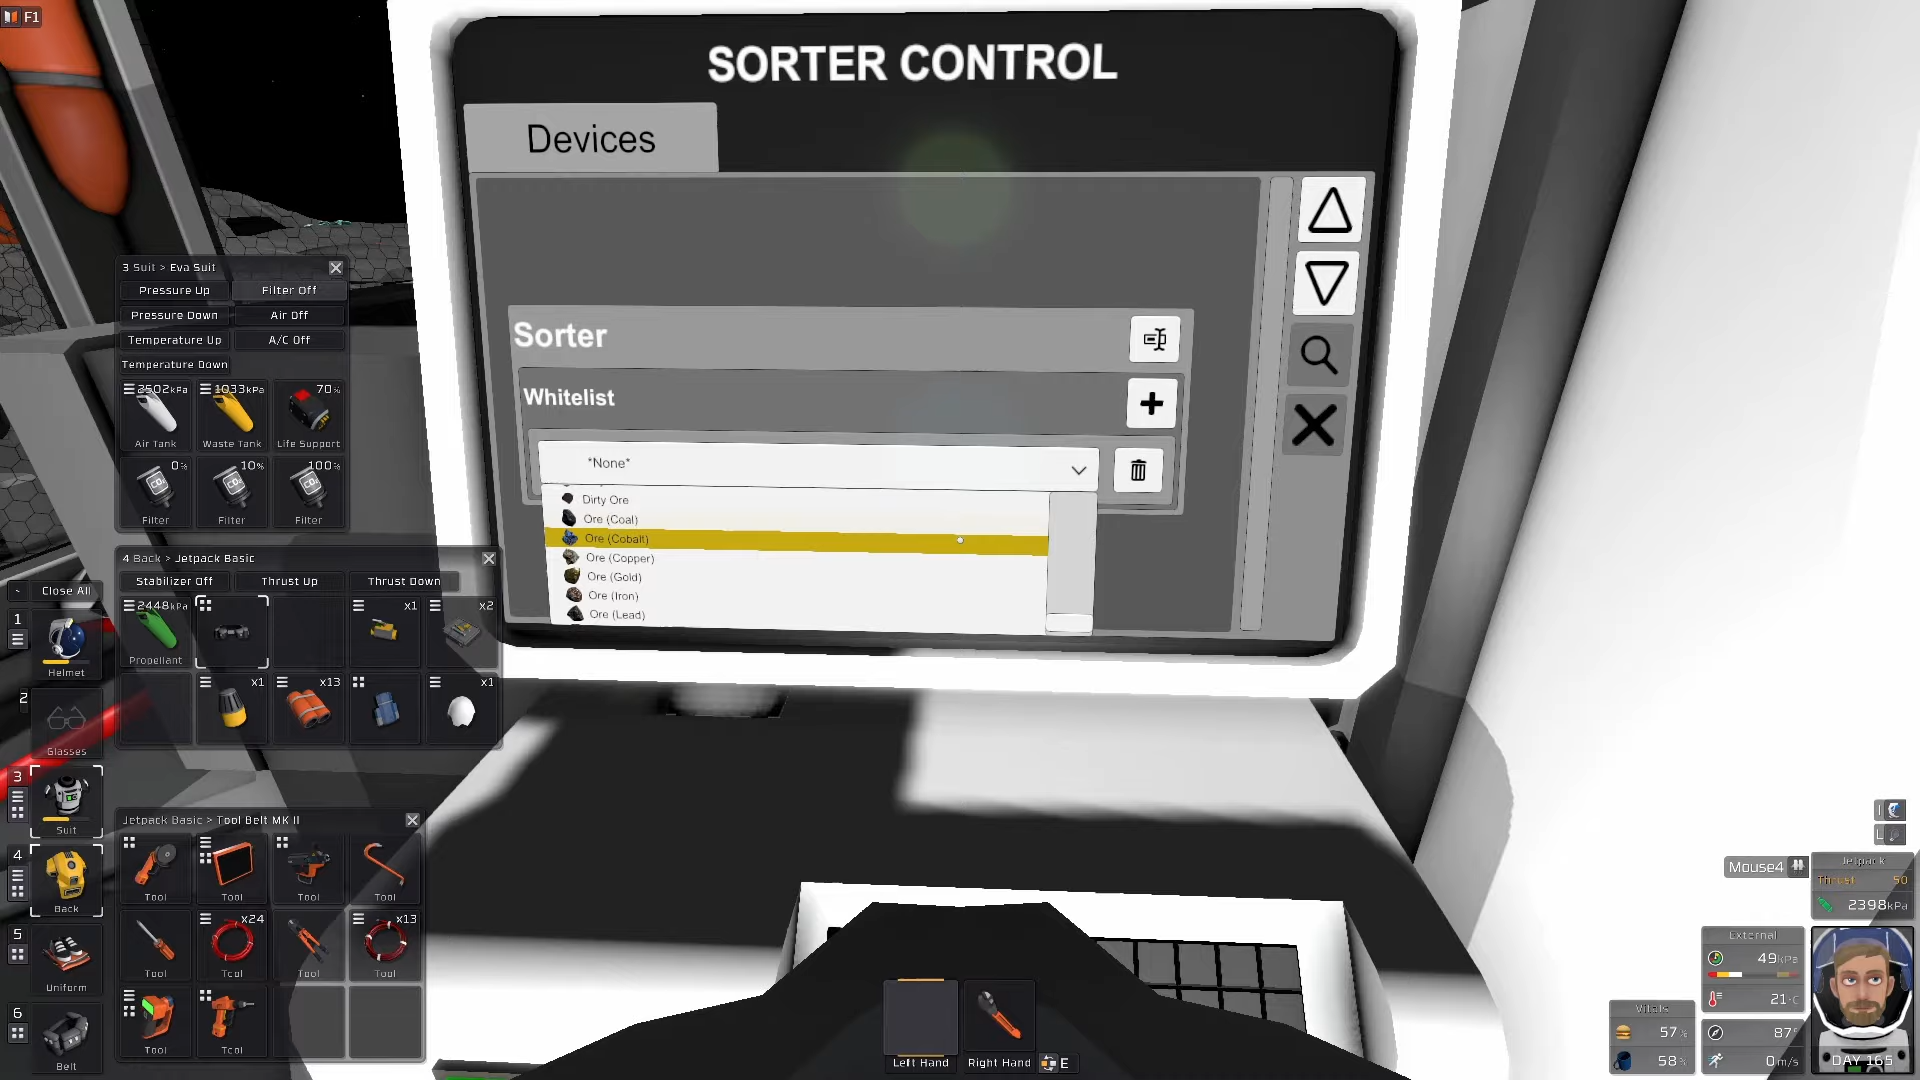 F1
SORTER CONTROL
Devices
Sorter
Whitelist
*None*
Dirty Ore
Ore (Coal)
Ore (Cobalt)
Ore (Copper)
Ore (Gold)
Ore (Iron)
Ore (Lead)
3 Suit > Eva Suit
Pressure Up
Filter Off
Pressure Down
Air Off
Temperature Up
A/C Off
Temperature Down
2502kPa
1033kPa
70%
Air Tank
Waste Tank
Life Support
0%
10%
100%
Filter
Filter
Filter
4 Back > Jetpack Basic
Stabilizer Off
Thrust Up
Thrust Down
2448kPa
x1
x2
Propellant
x1
x13
x1
~
Close All
1
Helmet
2
Glasses
3
Suit
4
Back
5
Uniform
6
Belt
Jetpack Basic > Tool Belt MK II
Tool
Tool
Tool
Tool
x24
x13
Tool
Tool
Tool
Tool
Tool
Tool
Left Hand
Right Hand
E
I
L
Mouse4
Jetpack
Thrust 50
2398kPa
External
49kPa
21°C
Vitals
57%
58%
87°
0m/s
DAY 165